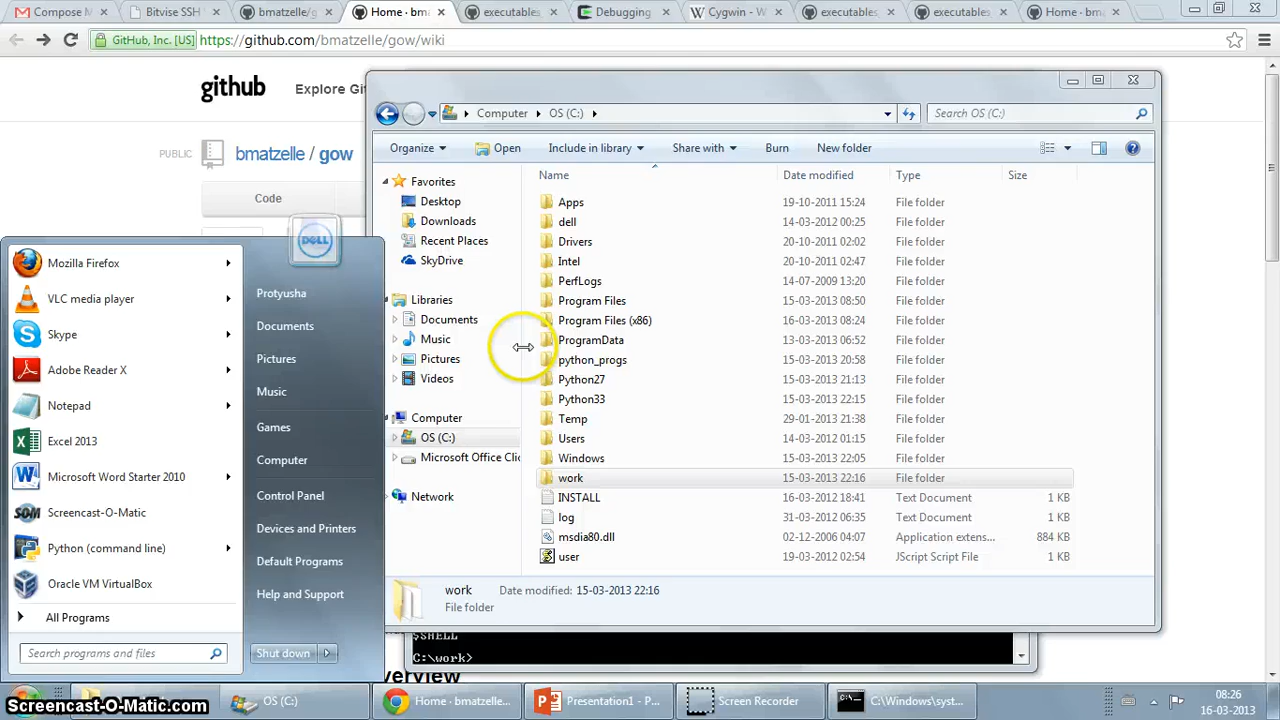 Compose M
Bitvise SSH
bmatzelle/g
Home · bm
executables
Debugging
Cygwin - W
executables
executables
Home · bm
GitHub, Inc. [US]
https://github.com/bmatzelle/gow/wiki
github
Explore Gi
PUBLIC
bmatzelle / gow
Code
Computer
OS (C:)
Search OS (C:)
Organize
Open
Include in library
Share with
Burn
New folder
Favorites
Desktop
Downloads
Recent Places
SkyDrive
Libraries
Documents
Music
Pictures
Videos
Computer
OS (C:)
Microsoft Office Clic
Network
Name Date modified Type Size
Apps 19-10-2011 15:24 File folder
dell 14-03-2012 00:25 File folder
Drivers 20-10-2011 02:02 File folder
Intel 20-10-2011 02:47 File folder
PerfLogs 14-07-2009 13:20 File folder
Program Files 15-03-2013 08:50 File folder
Program Files (x86) 16-03-2013 08:24 File folder
ProgramData 13-03-2013 06:52 File folder
python_progs 15-03-2013 20:58 File folder
Python27 15-03-2013 21:13 File folder
Python33 15-03-2013 22:15 File folder
Temp 29-01-2013 21:38 File folder
Users 14-03-2012 01:15 File folder
Windows 15-03-2013 06:08 File folder
work 15-03-2013 22:16 File folder
INSTALL 16-03-2012 18:41 Text Document 1 KB
log 31-03-2012 06:35 Text Document 1 KB
msdia80.dll 02-12-2006 04:07 Application extens... 884 KB
user 19-03-2012 02:54 JScript Script File 1 KB
work Date modified: 15-03-2013 22:16
File folder
DELL
Mozilla Firefox
VLC media player
Skype
Adobe Reader X
Notepad
Excel 2013
Microsoft Word Starter 2010
Screencast-O-Matic
Python (command line)
Oracle VM VirtualBox
All Programs
Search programs and files
Protyusha
Documents
Pictures
Music
Games
Computer
Control Panel
Devices and Printers
Default Programs
Help and Support
Shut down
$SHELL
C:\work>
erview
OS (C:)
Home · bmatzelle...
Presentation1 - Po...
Screen Recorder
C:\Windows\syst...
08:26
16-03-2013
Screencast-O-Matic.com